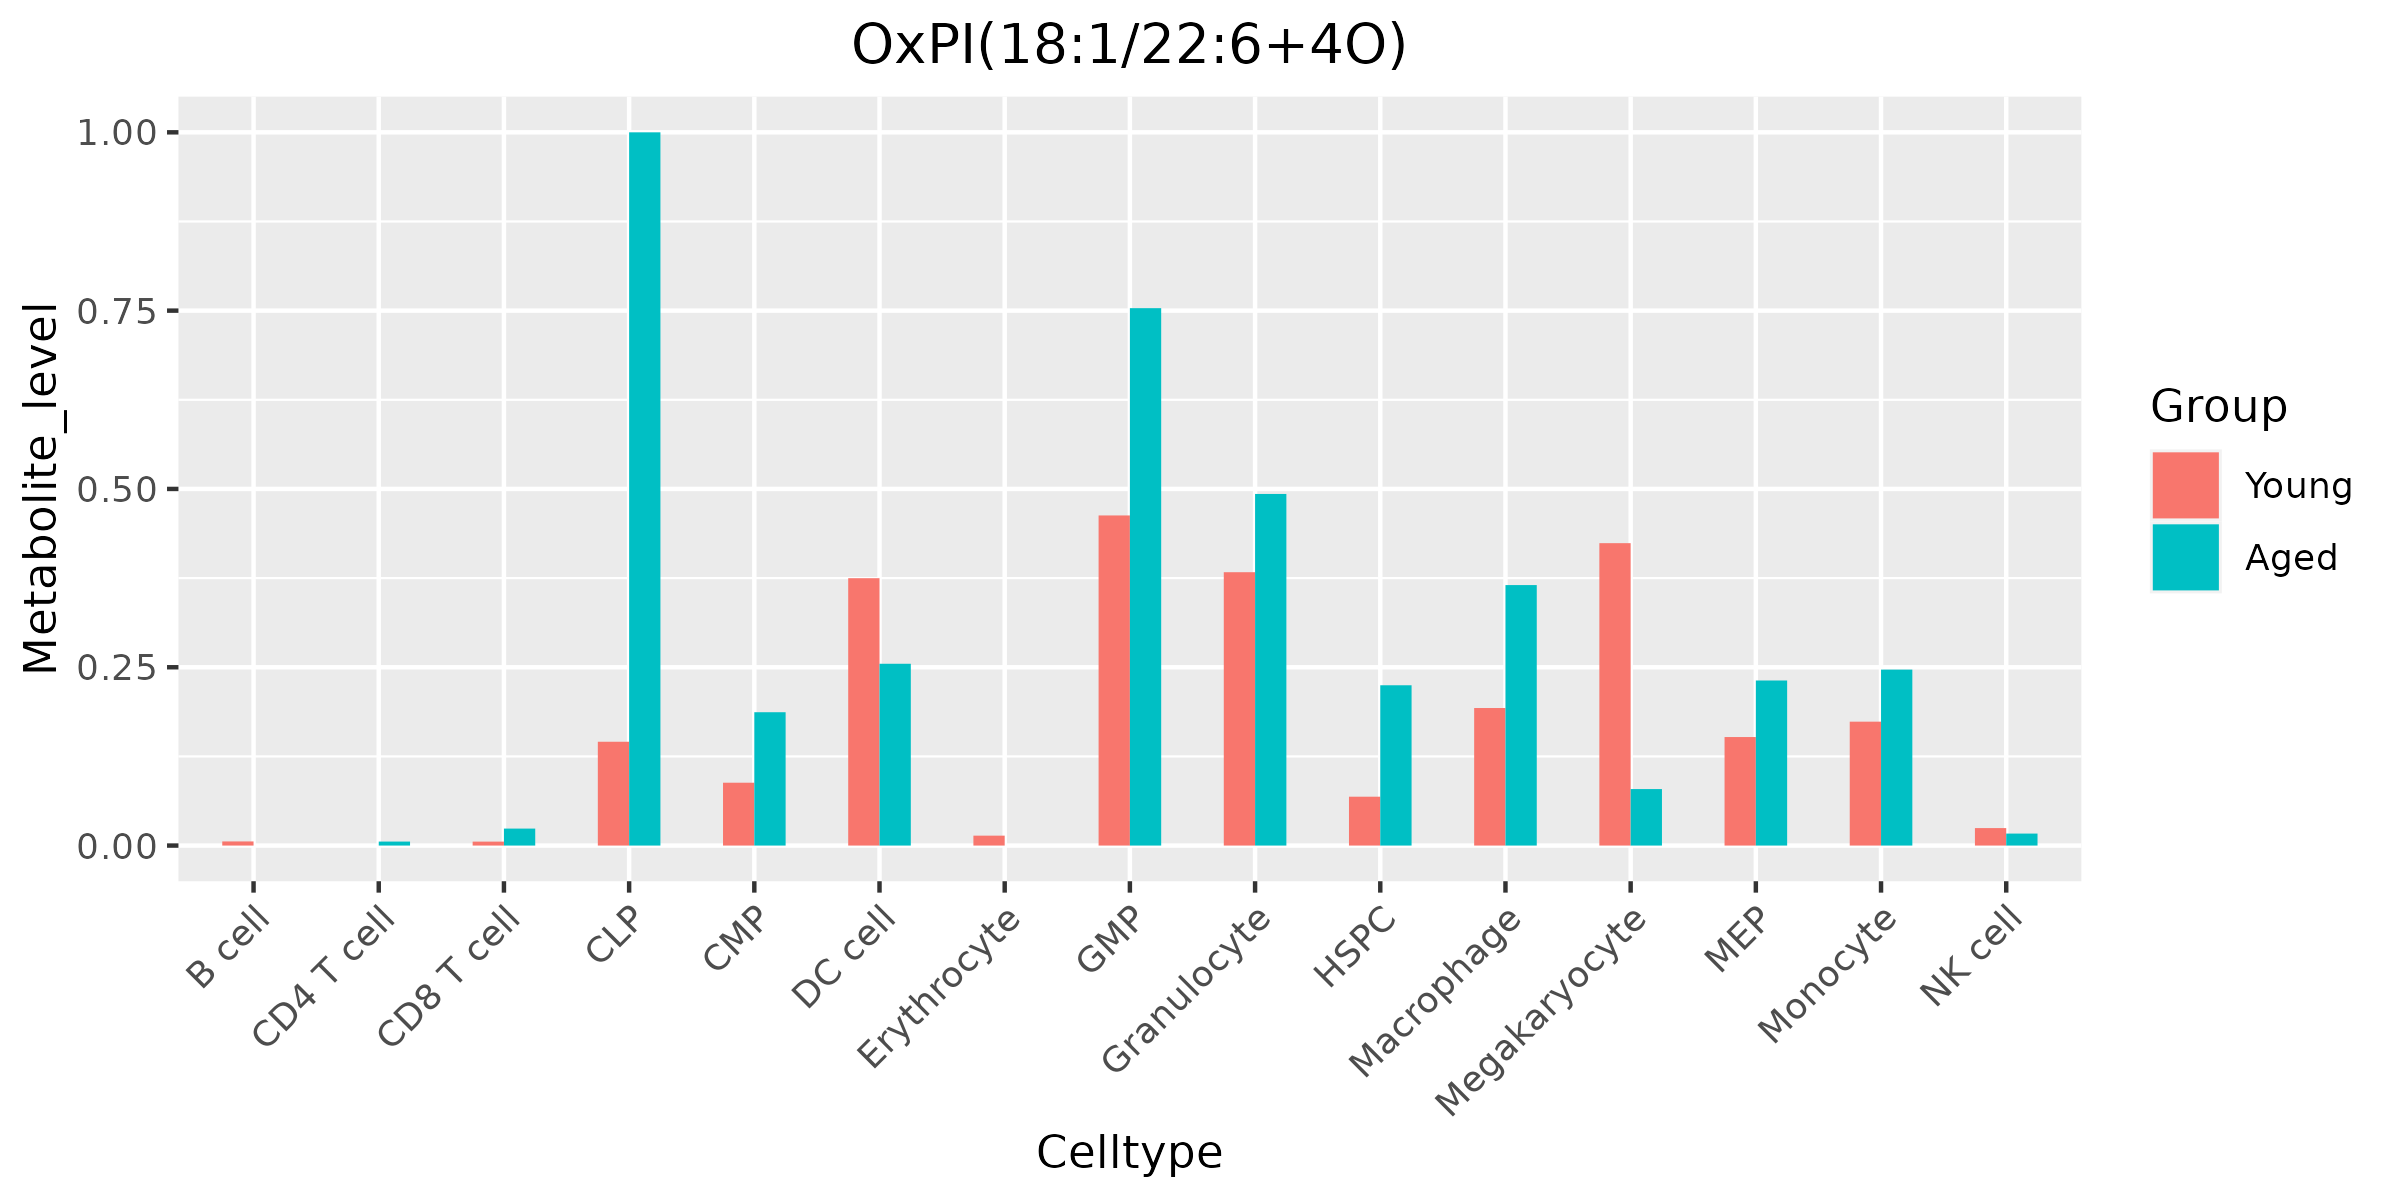 OxPI(18:1/22:6+4O)
Metabolite_level
1.00
0.75
0.50
0.25
0.00
B cell
CD4 T cell
CD8 T cell
CLP
CMP
DC cell
Erythrocyte
GMP
Granulocyte
HSPC
Macrophage
Megakaryocyte
MEP
Monocyte
NK cell
Celltype
Group
Young
Aged